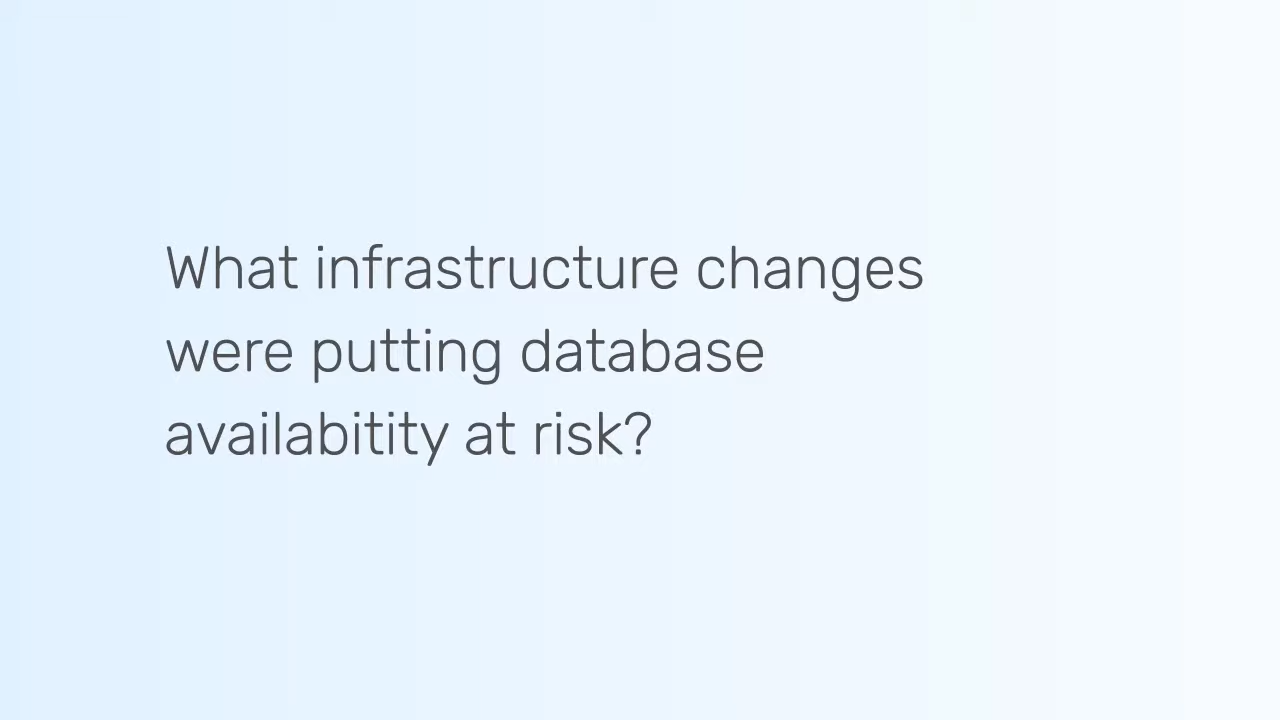 What infrastructure changes
were putting database
availabitity at risk?